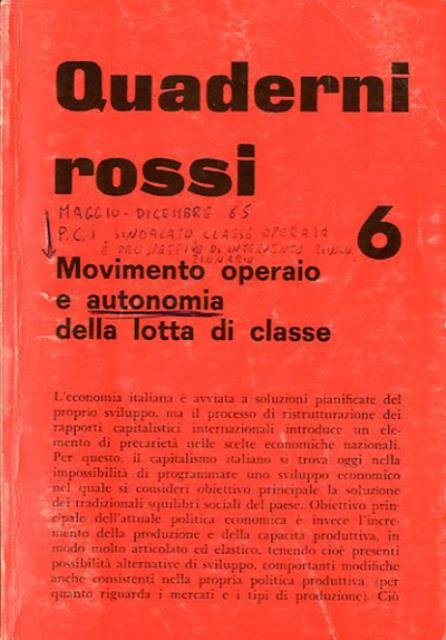 Quaderni
rossi
MAGGIO - DICEMBRE 65
P.C.I. SINDACATO CLASSE OPERAIA
E PROSPETTIVE DI INTERVENTO RIVOLU
ZIONARIO
6
Movimento operaio
e autonomia
della lotta di classe
L'economia italiana è avviata a soluzioni pianificate del
proprio sviluppo, ma il processo di ristrutturazione dei
rapporti capitalistici internazionali introduce un ele-
mento di precarietà nelle scelte economiche nazionali.
Per questo, il capitalismo italiano si trova oggi nella
impossibilità di programmare uno sviluppo economico
nel quale si consideri obiettivo principale la soluzione
dei tradizionali squilibri sociali del paese. Obiettivo prin-
cipale dell'attuale politica economica è invece l'incre-
mento della produzione e della capacità produttiva, in
modo molto articolato ed elastico, tenendo cioè presenti
possibilità alternative di sviluppo, comportanti modifiche
anche consistenti nella propria politica produttiva (per
quanto riguarda i mercati e i tipi di produzione). Ciò